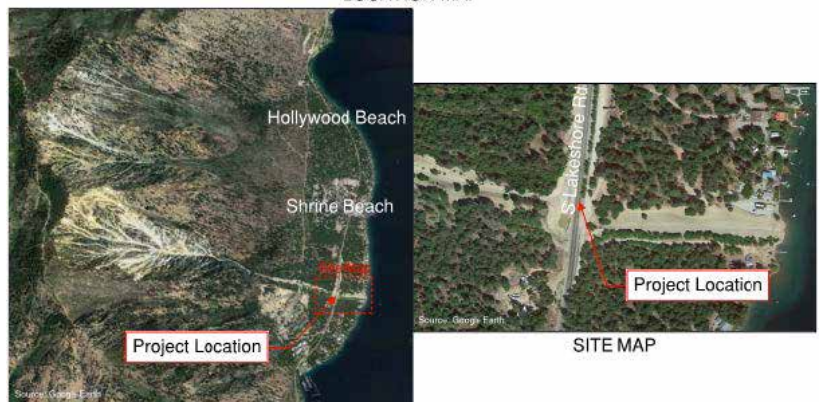 Hollywood Beach
Shrine Beach
Project Location
Source: Google Earth
S Lakeshore Rd
Project Location
Source: Google Earth
SITE MAP